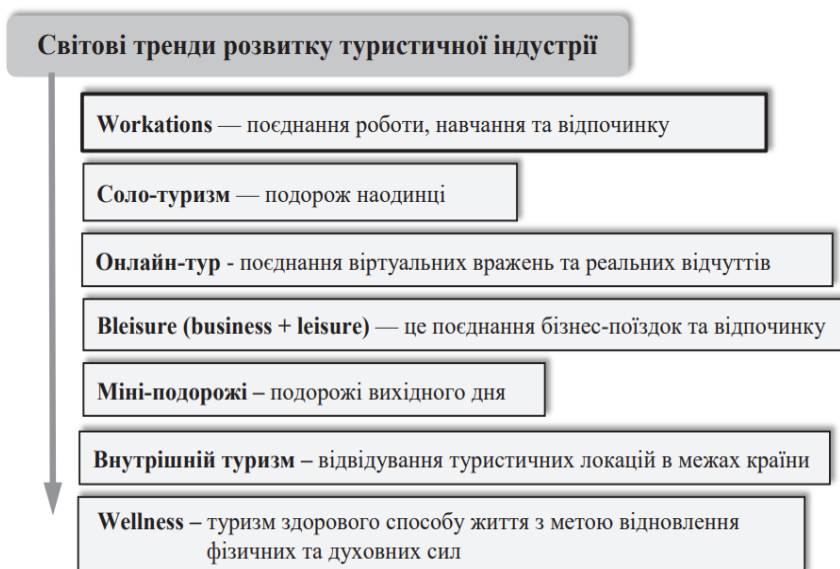 Світові тренди розвитку туристичної індустрії
Workations — поєднання роботи, навчання та відпочинку
Соло-туризм — подорож наодинці
Онлайн-тур - поєднання віртуальних вражень та реальних відчуттів
Bleisure (business + leisure) — це поєднання бізнес-поїздок та відпочинку
Міні-подорожі – подорожі вихідного дня
Внутрішній туризм – відвідування туристичних локацій в межах країни
Wellness – туризм здорового способу життя з метою відновлення
фізичних та духовних сил